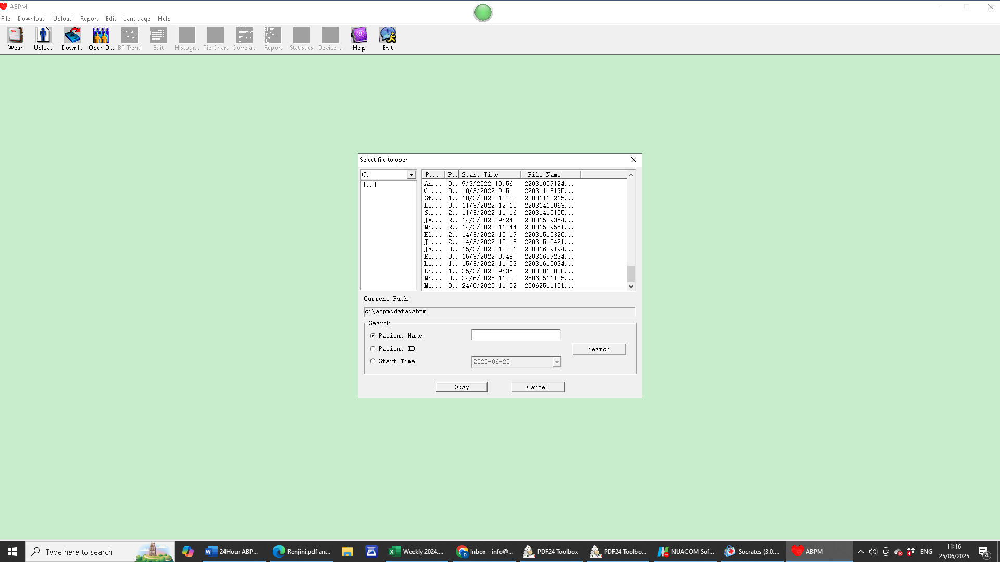 ABPM
File Download Upload Report Edit Language Help
Wear Upload Downl... Open D... BP Trend Edit Histogr... Pie Chart Correla... Report Statistics Device ... Help Exit
Select file to open
C:
[..]
P... P.. Start Time File Name
An... 0.. 9/3/2022 10:56 22031009124...
Ge... 0.. 10/3/2022 9:51 22031118195...
St... 1.. 10/3/2022 12:22 22031118215...
Li... 0.. 11/3/2022 12:10 22031410063...
Su... 2.. 11/3/2022 11:16 22031410105...
Je... 2.. 14/3/2022 9:24 22031509354...
Mi... 2.. 14/3/2022 11:44 22031509551...
El... 2.. 14/3/2022 10:19 22031510320...
Jo... 2.. 14/3/2022 15:18 22031510421...
Ja... 0.. 15/3/2022 12:01 22031609194...
Ei... 0.. 15/3/2022 9:48 22031609234...
Le... 1.. 15/3/2022 11:03 22031610034...
Li... 1.. 25/3/2022 9:35 22032810080...
Mi... 0.. 24/6/2025 11:02 25062511135...
Mi... 0.. 24/6/2025 11:02 25062511151...
Current Path:
c:\abpm\data\abpm
Search
Patient Name
Patient ID
Search
Start Time 2025-06-25
Okay Cancel
Type here to search
24Hour ABP...
Renjini.pdf an...
Weekly 2024....
Inbox - info@...
PDF24 Toolbox
PDF24 Toolbo...
NUACOM Sof...
Socrates (3.0....
ABPM
ENG
11:16
25/06/2025
4